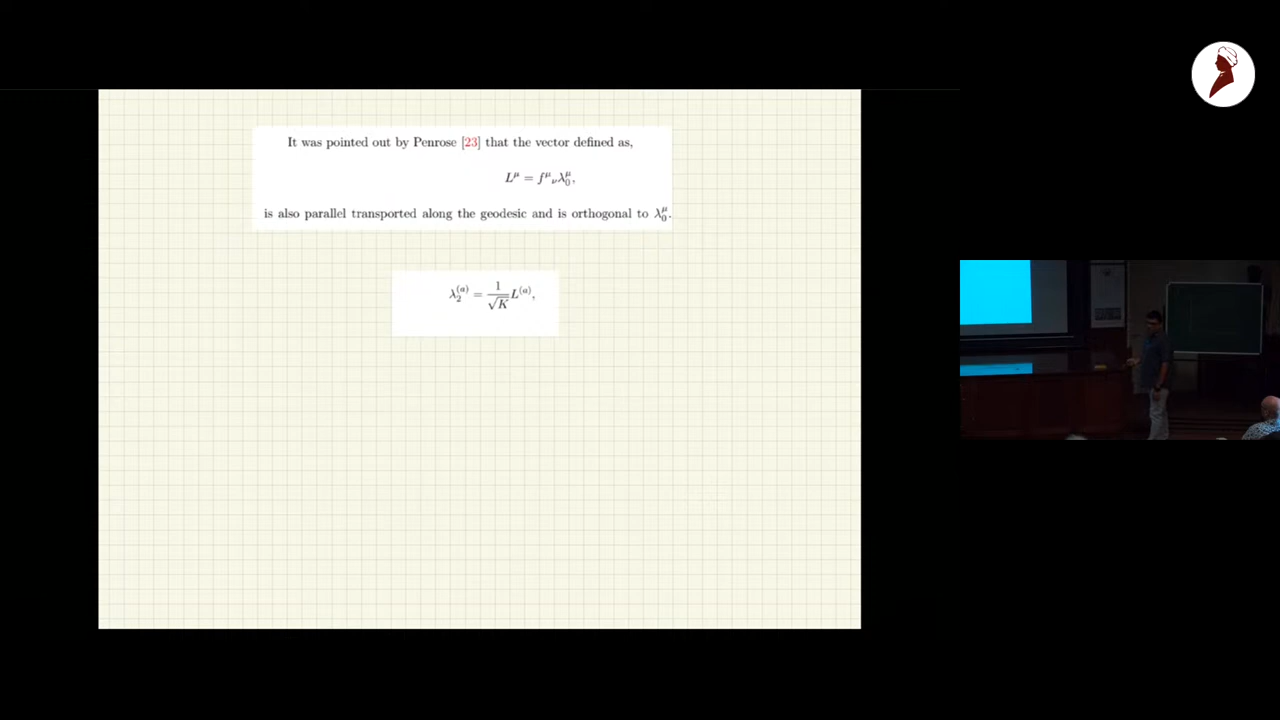 It was pointed out by Penrose [23] that the vector defined as,
L^μ = f^μ_ν λ_0^μ,
is also parallel transported along the geodesic and is orthogonal to λ_0^μ.
λ_2^(a) = 1/√K L^(a),